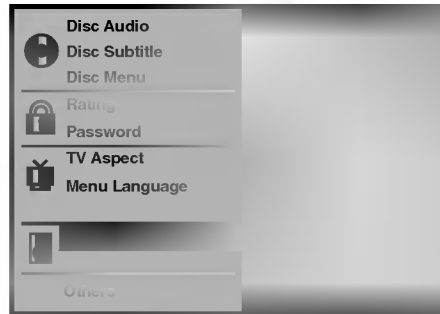 Disc Audio
Disc Subtitle
Disc Menu
Rating
Password
TV Aspect
Menu Language
Others